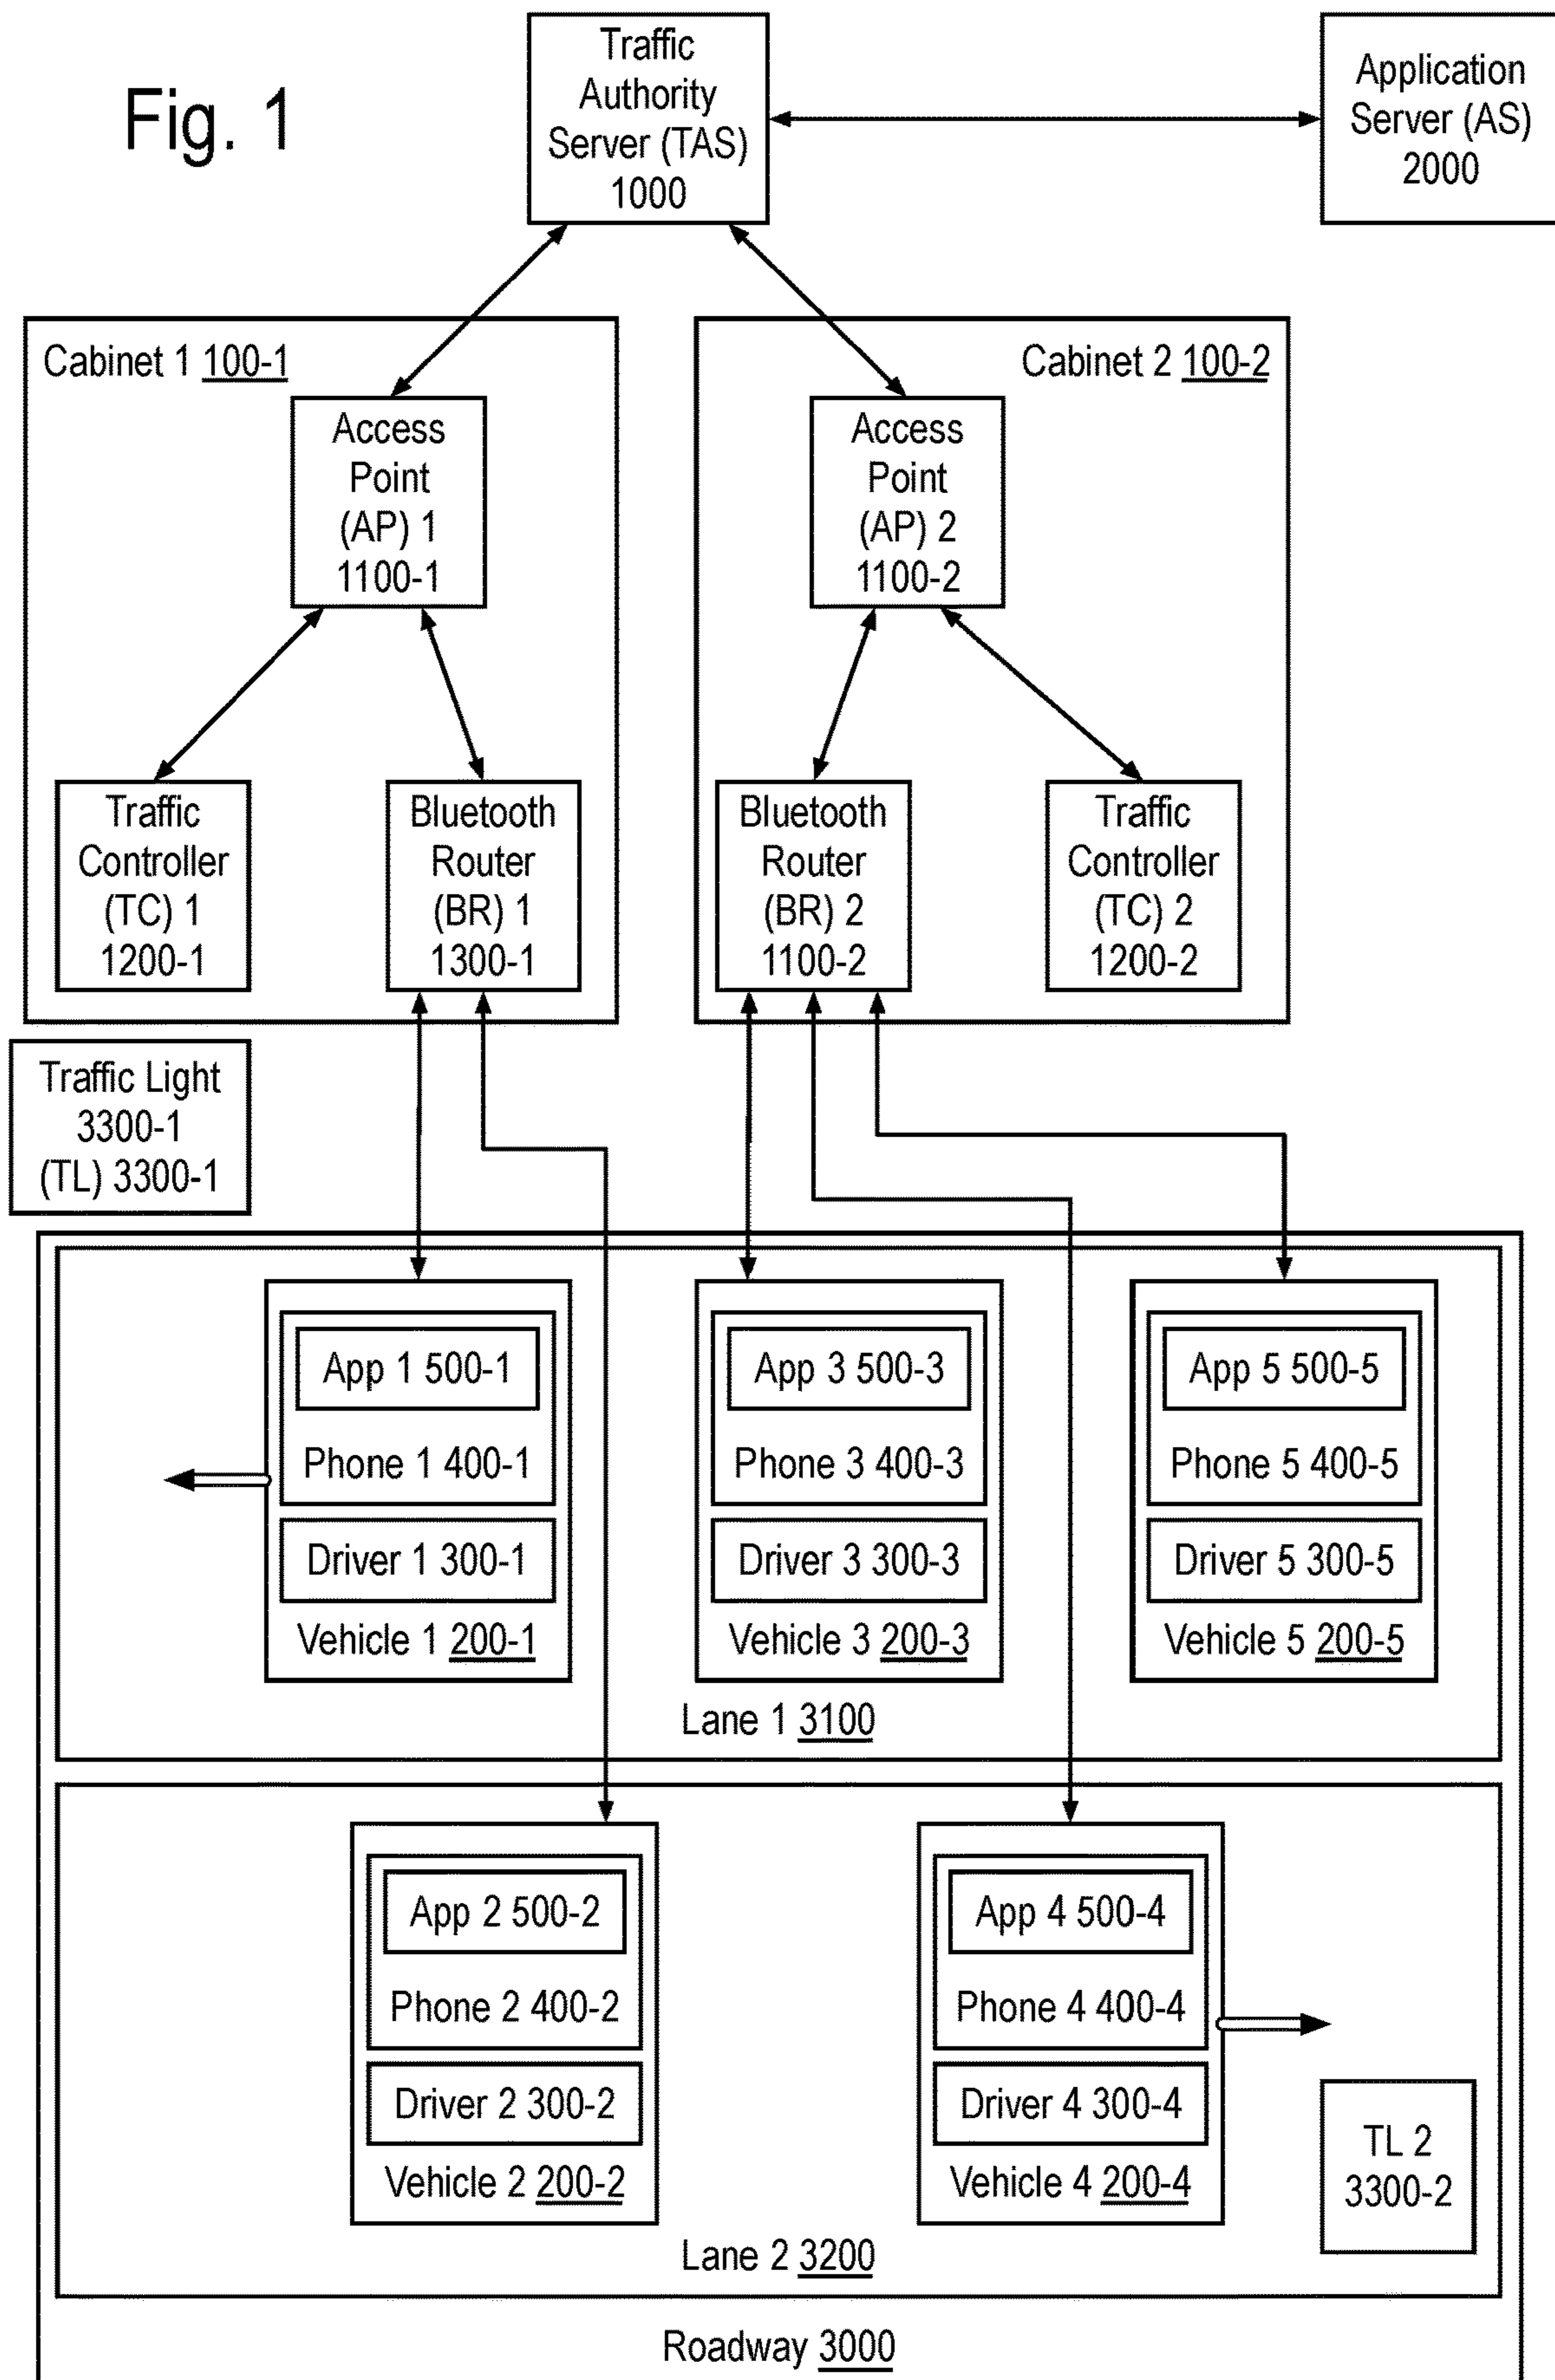 Fig. 1
Traffic
Authority
Server (TAS)
1000
Application
Server (AS)
2000
Cabinet 1 100-1
Access
Point
(AP) 1
1100-1
Traffic
Controller
(TC) 1
1200-1
Bluetooth
Router
(BR) 1
1300-1
Cabinet 2 100-2
Access
Point
(AP) 2
1100-2
Bluetooth
Router
(BR) 2
1100-2
Traffic
Controller
(TC) 2
1200-2
Traffic Light
3300-1
(TL) 3300-1
App 1 500-1
Phone 1 400-1
Driver 1 300-1
Vehicle 1 200-1
App 3 500-3
Phone 3 400-3
Driver 3 300-3
Vehicle 3 200-3
App 5 500-5
Phone 5 400-5
Driver 5 300-5
Vehicle 5 200-5
Lane 1 3100
App 2 500-2
Phone 2 400-2
Driver 2 300-2
Vehicle 2 200-2
App 4 500-4
Phone 4 400-4
Driver 4 300-4
Vehicle 4 200-4
TL 2
3300-2
Lane 2 3200
Roadway 3000